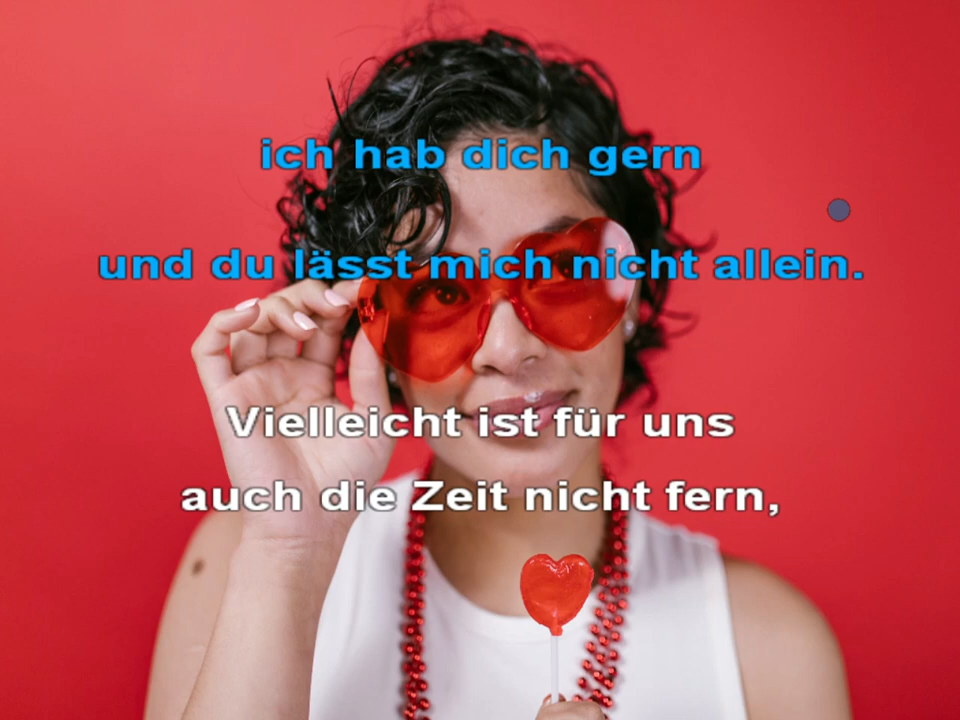 ich hab dich gern
und du lässt mich nicht allein.
Vielleicht ist für uns
auch die Zeit nicht fern,